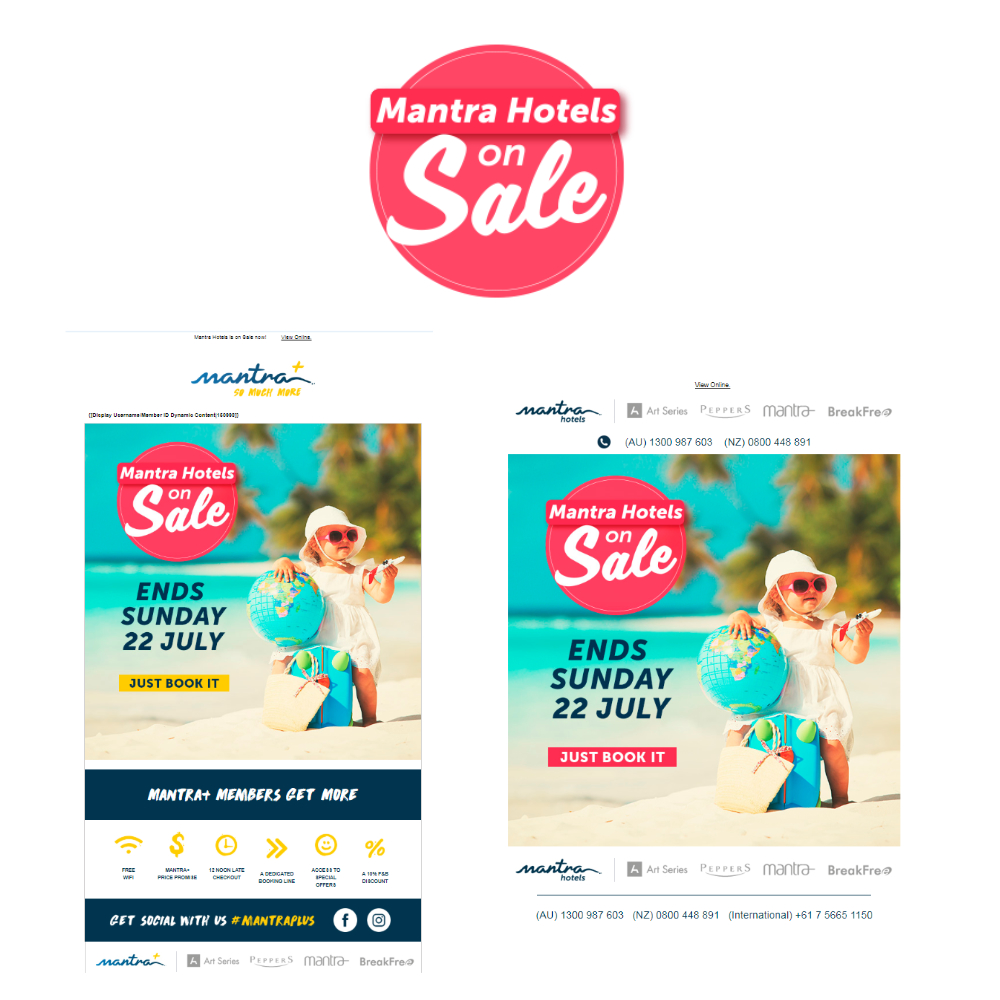 Mantra Hotels
on
Sale
Mantra Hotels is on Sale now!
View Online.
mantra+
SO MUCH MORE
{{Display Username/Member ID Dynamic Content(150990)}}
Mantra Hotels
on
Sale
ENDS
SUNDAY
22 JULY
JUST BOOK IT
MANTRA+ MEMBERS GET MORE
FREE
WIFI
MANTRA+
PRICE PROMISE
12 NOON LATE
CHECKOUT
A DEDICATED
BOOKING LINE
ACCESS TO
SPECIAL
OFFERS
%
A 10% F&B
DISCOUNT
GET SOCIAL WITH US #MANTRAPLUS
mantra+ Art Series PEPPERS mantra BreakFree
View Online.
mantra hotels Art Series PEPPERS mantra BreakFree
(AU) 1300 987 603 (NZ) 0800 448 891
Mantra Hotels
on
Sale
ENDS
SUNDAY
22 JULY
JUST BOOK IT
mantra hotels Art Series PEPPERS mantra BreakFree
(AU) 1300 987 603 (NZ) 0800 448 891 (International) +61 7 5665 1150